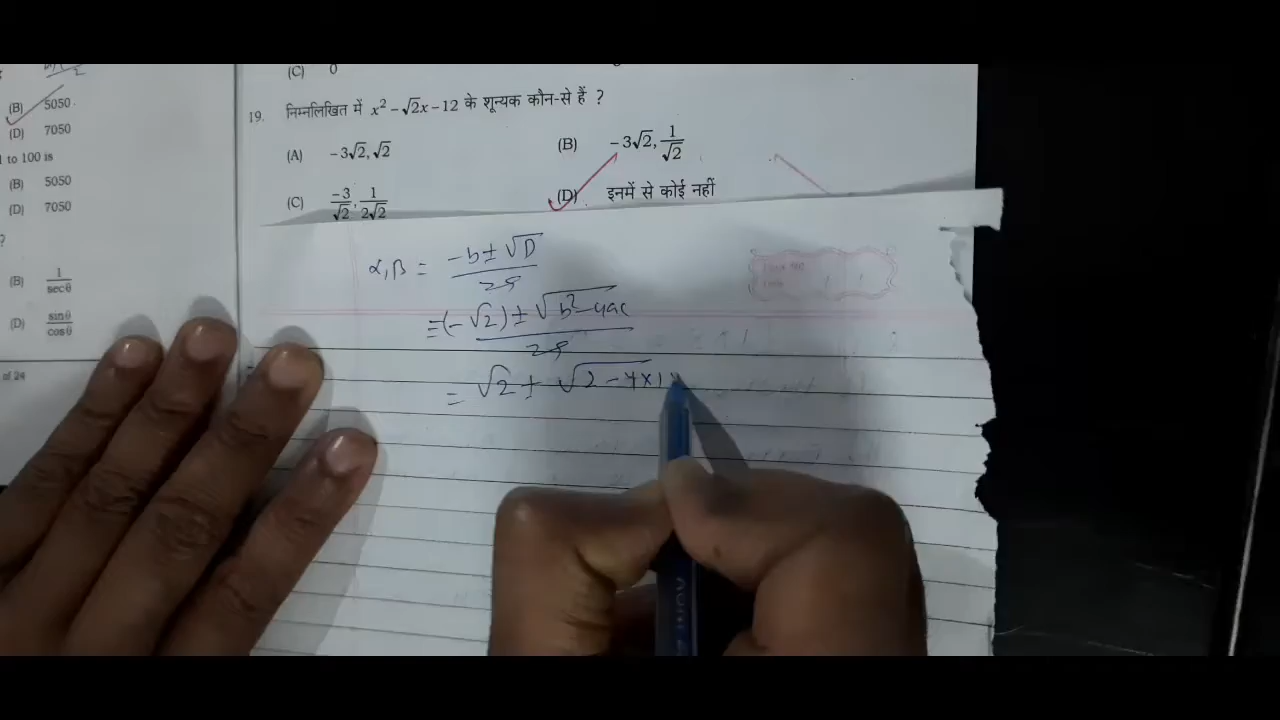 (B) 5050
(D) 7050
1 to 100 is
(B) 5050
(D) 7050
?
(B) 1/secθ
(D) sinθ/cosθ
of 24
(C) 0
19. निम्नलिखित में x² − √2x − 12 के शून्यक कौन-से हैं ?
(A) −3√2, √2
(B) −3√2, 1/√2
(C) −3/√2, 1/2√2
(D) इनमें से कोई नहीं
α,β = −b ± √D / 2a
= (−√2) ± √b² − 4ac / 2a
= √2 ± √2 − 4×1×